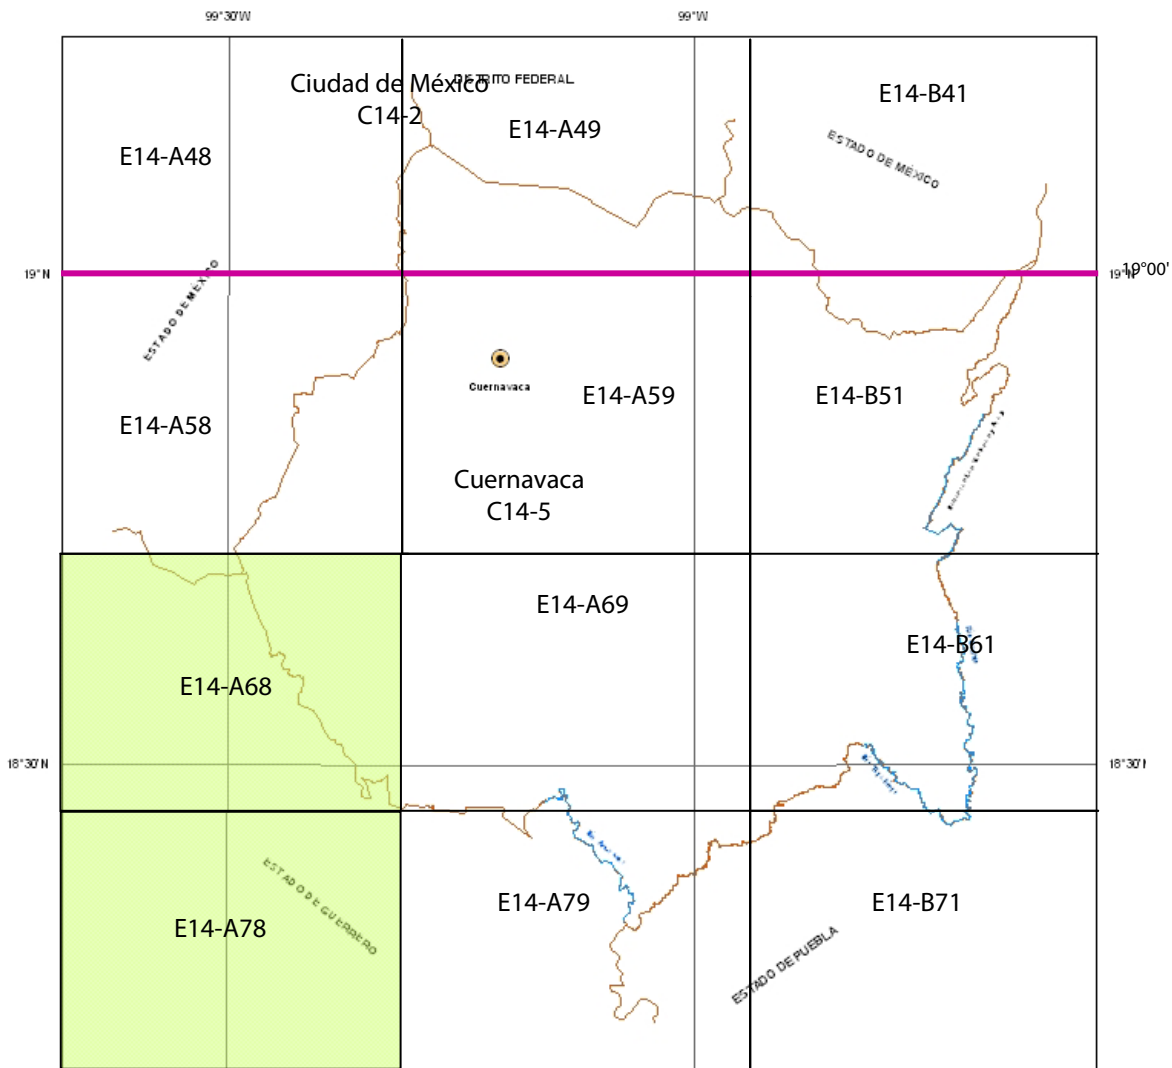 99°30'W
99°W
Ciudad de México
C14-2
DISTRITO FEDERAL
E14-B41
E14-A49
E14-A48
ESTADO DE MÉXICO
19°N
19°N
19°00'
ESTADO DE MÉXICO
Cuernavaca
E14-A59
E14-B51
E14-A58
Cuernavaca
C14-5
E14-A69
E14-B61
E14-A68
18°30'N
18°30'N
ESTADO DE GUERRERO
E14-A79
E14-B71
E14-A78
ESTADO DE PUEBLA